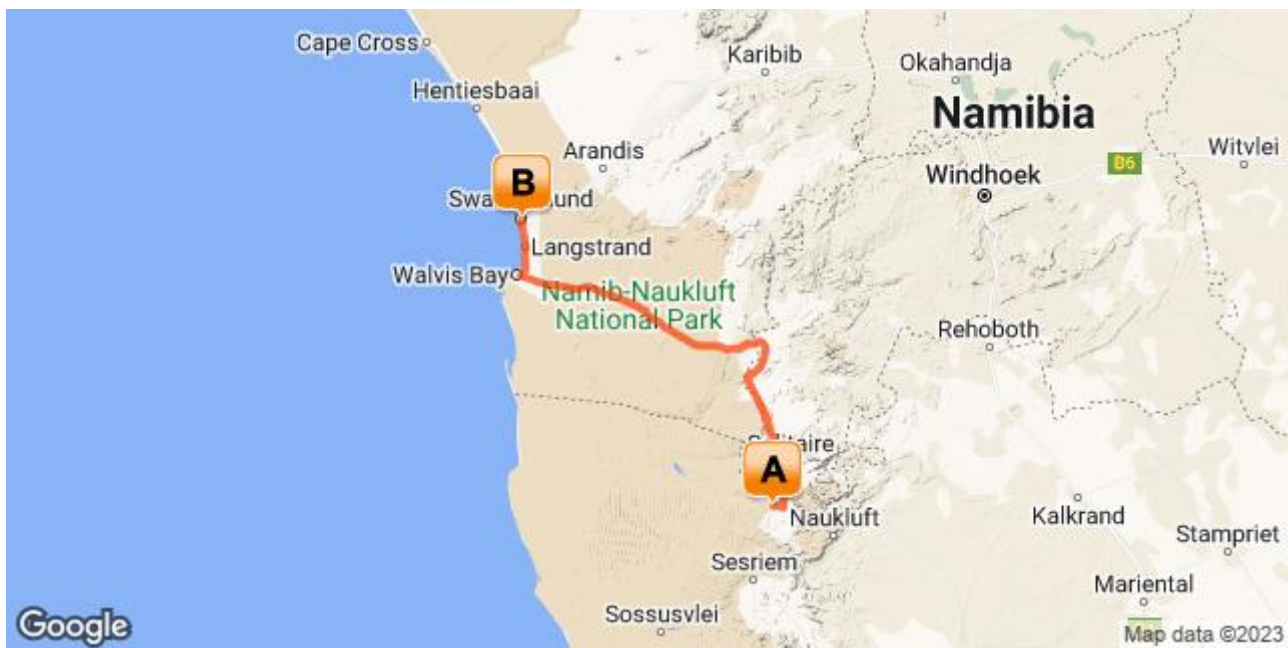 Cape Cross
Karibib
Okahandja
Hentiesbaai
Namibia
Arandis
B6
Witvlei
B
Windhoek
Swa und
Langstrand
Walvis Bay
Namib-Naukluft
National Park
Rehoboth
Solitaire
A
Naukluft
Kalkrand
Stampriet
Sesriem
Mariental
Sossusvlei
Google
Map data ©2023